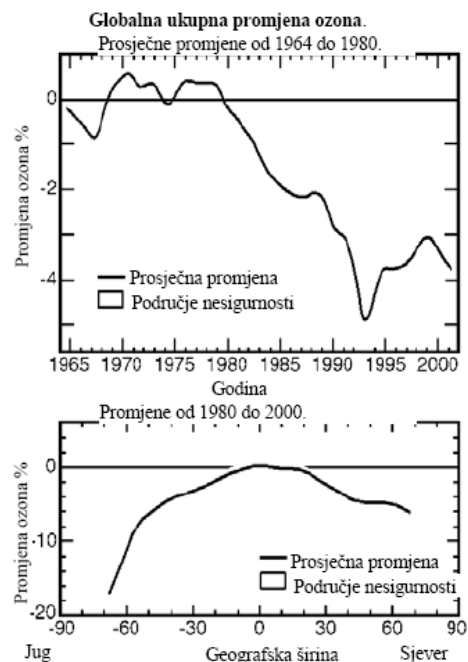 Globalna ukupna promjena ozona.
Prosječne promjene od 1964 do 1980.
Promjena ozona %
0
-2
-4
Prosječna promjena
Područje nesigurnosti
1965 1970 1975 1980 1985 1990 1995 2000
Godina
Promjene od 1980 do 2000.
Promjena ozona %
0
-10
-20
Prosječna promjena
Područje nesigurnosti
-90 -60 -30 0 30 60 90
Jug Geografska širina Sjever